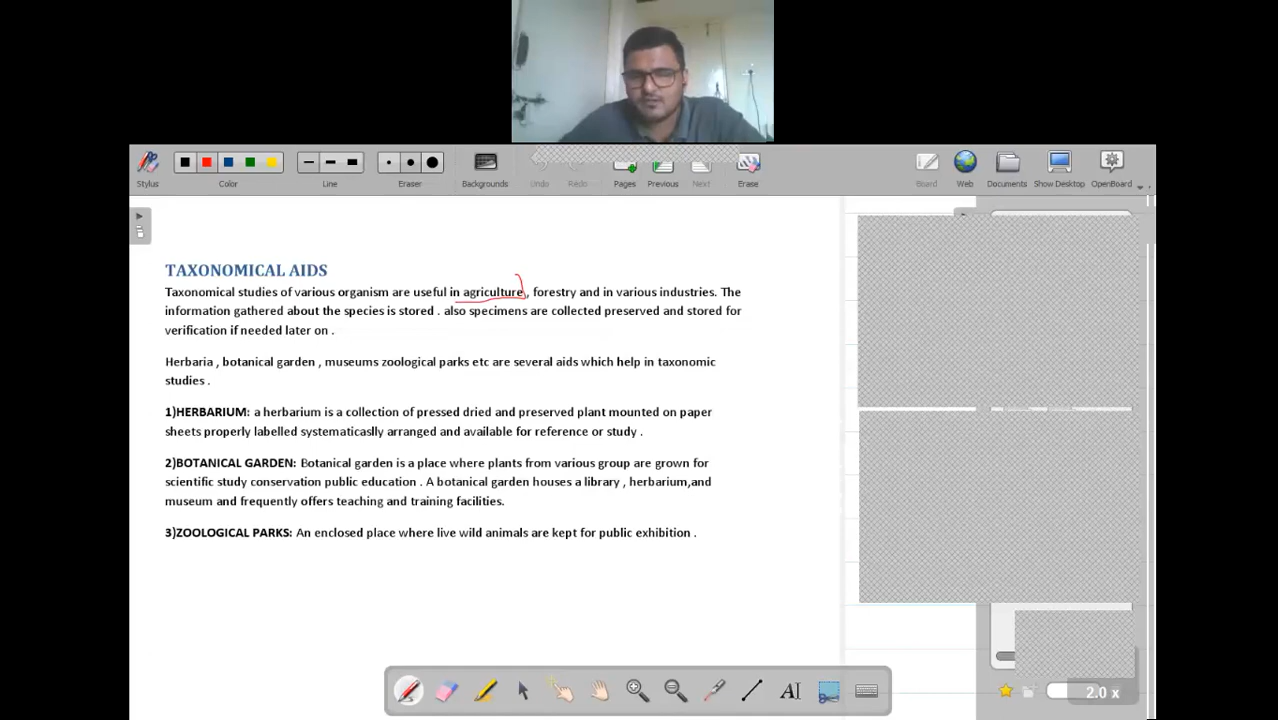 Stylus
Color
Line
Eraser
Backgrounds
Undo
Redo
Pages
Previous
Next
Erase
Board
Web
Documents
Show Desktop
OpenBoard
TAXONOMICAL AIDS
Taxonomical studies of various organism are useful in agriculture , forestry and in various industries. The
information gathered about the species is stored . also specimens are collected preserved and stored for
verification if needed later on .
Herbaria , botanical garden , museums zoological parks etc are several aids which help in taxonomic
studies .
1)HERBARIUM: a herbarium is a collection of pressed dried and preserved plant mounted on paper
sheets properly labelled systematicaslly arranged and available for reference or study .
2)BOTANICAL GARDEN: Botanical garden is a place where plants from various group are grown for
scientific study conservation public education . A botanical garden houses a library , herbarium,and
museum and frequently offers teaching and training facilities.
3)ZOOLOGICAL PARKS: An enclosed place where live wild animals are kept for public exhibition .
AI
2.0 x